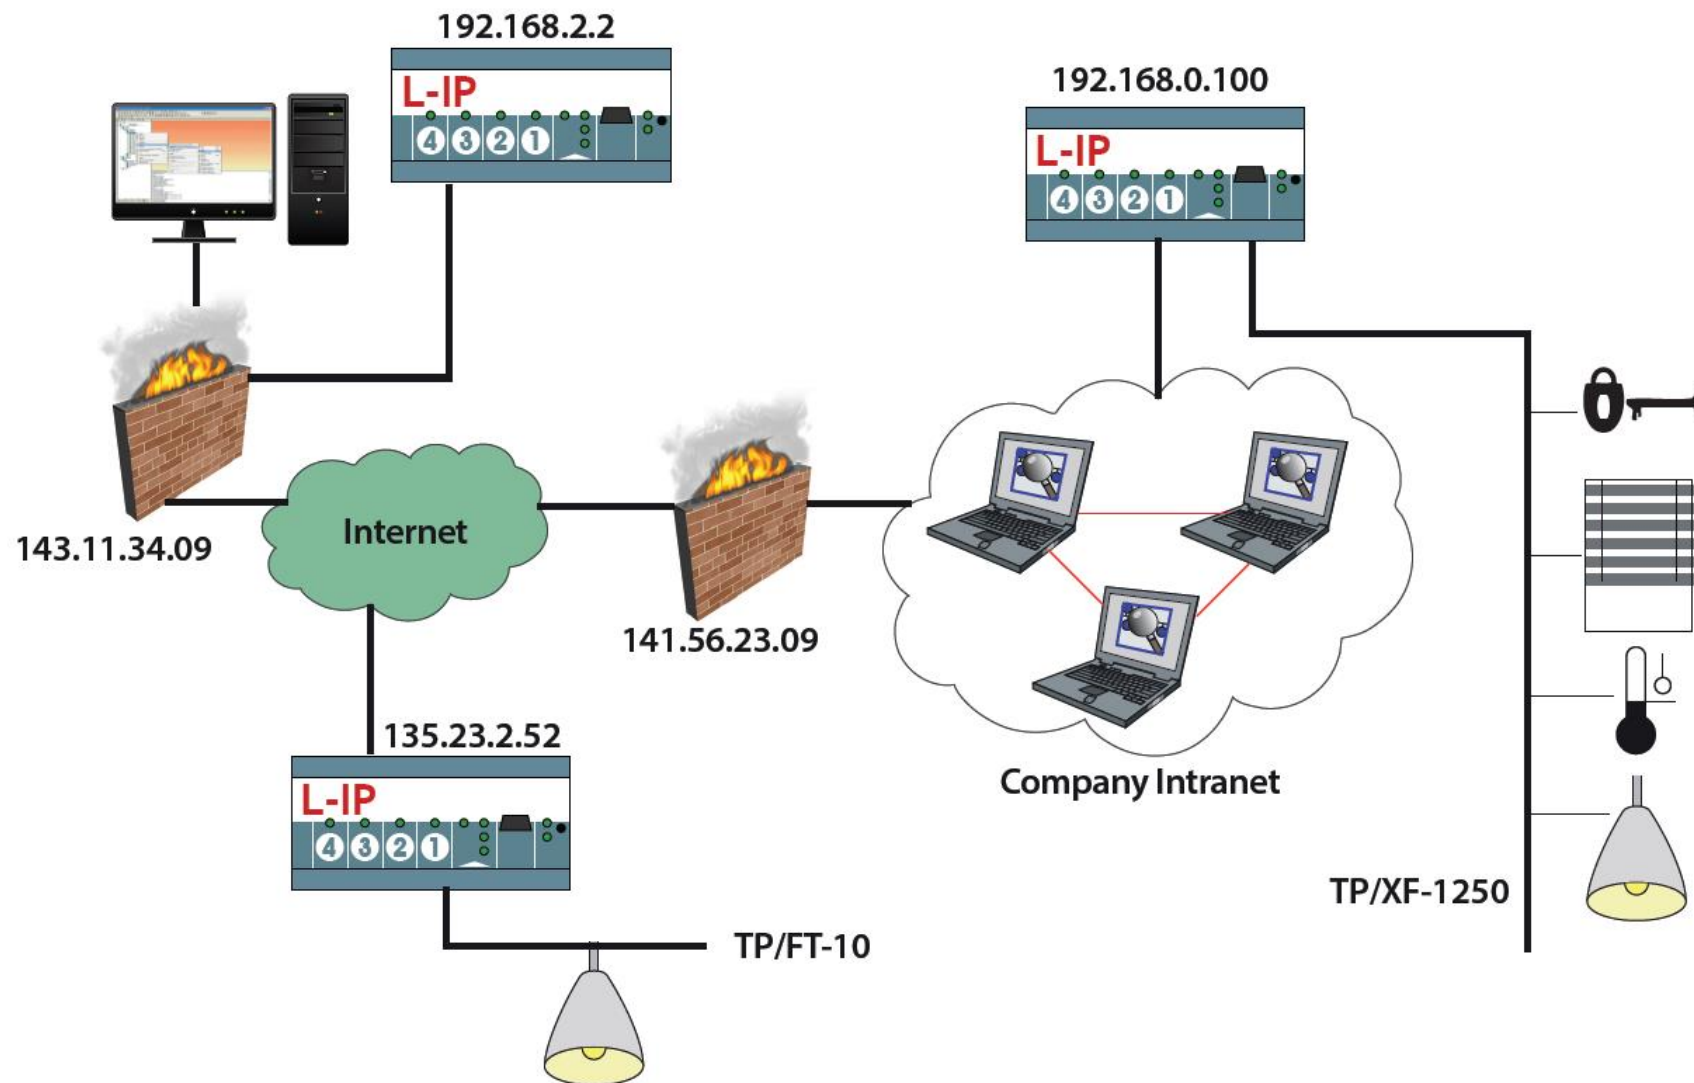 192.168.2.2
L-IP
4 3 2 1
192.168.0.100
L-IP
4 3 2 1
143.11.34.09
Internet
141.56.23.09
135.23.2.52
L-IP
4 3 2 1
Company Intranet
TP/XF-1250
TP/FT-10